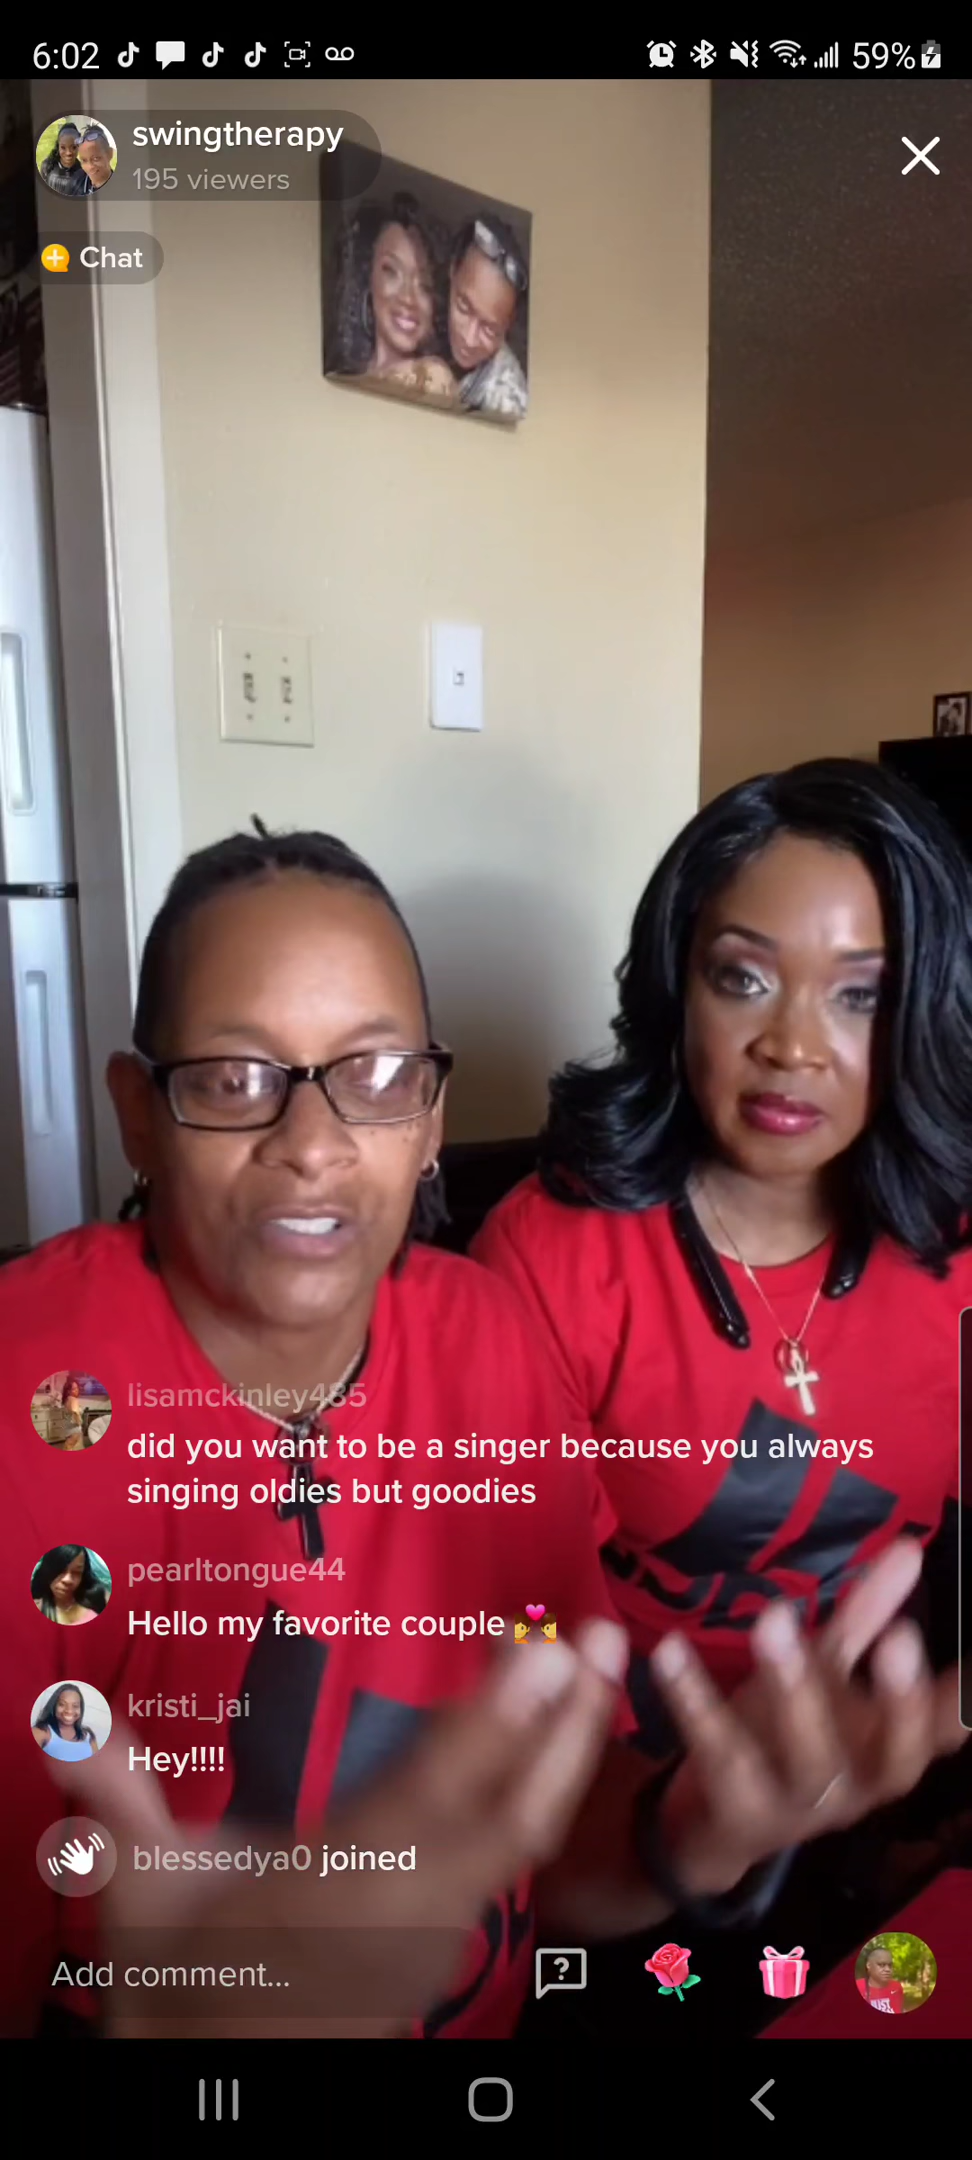 6:02
59%
swingtherapy
195 viewers
Chat
lisamckinley485
did you want to be a singer because you always
singing oldies but goodies
pearltongue44
Hello my favorite couple 💏
kristi_jai
Hey!!!!
blessedya0 joined
Add comment...